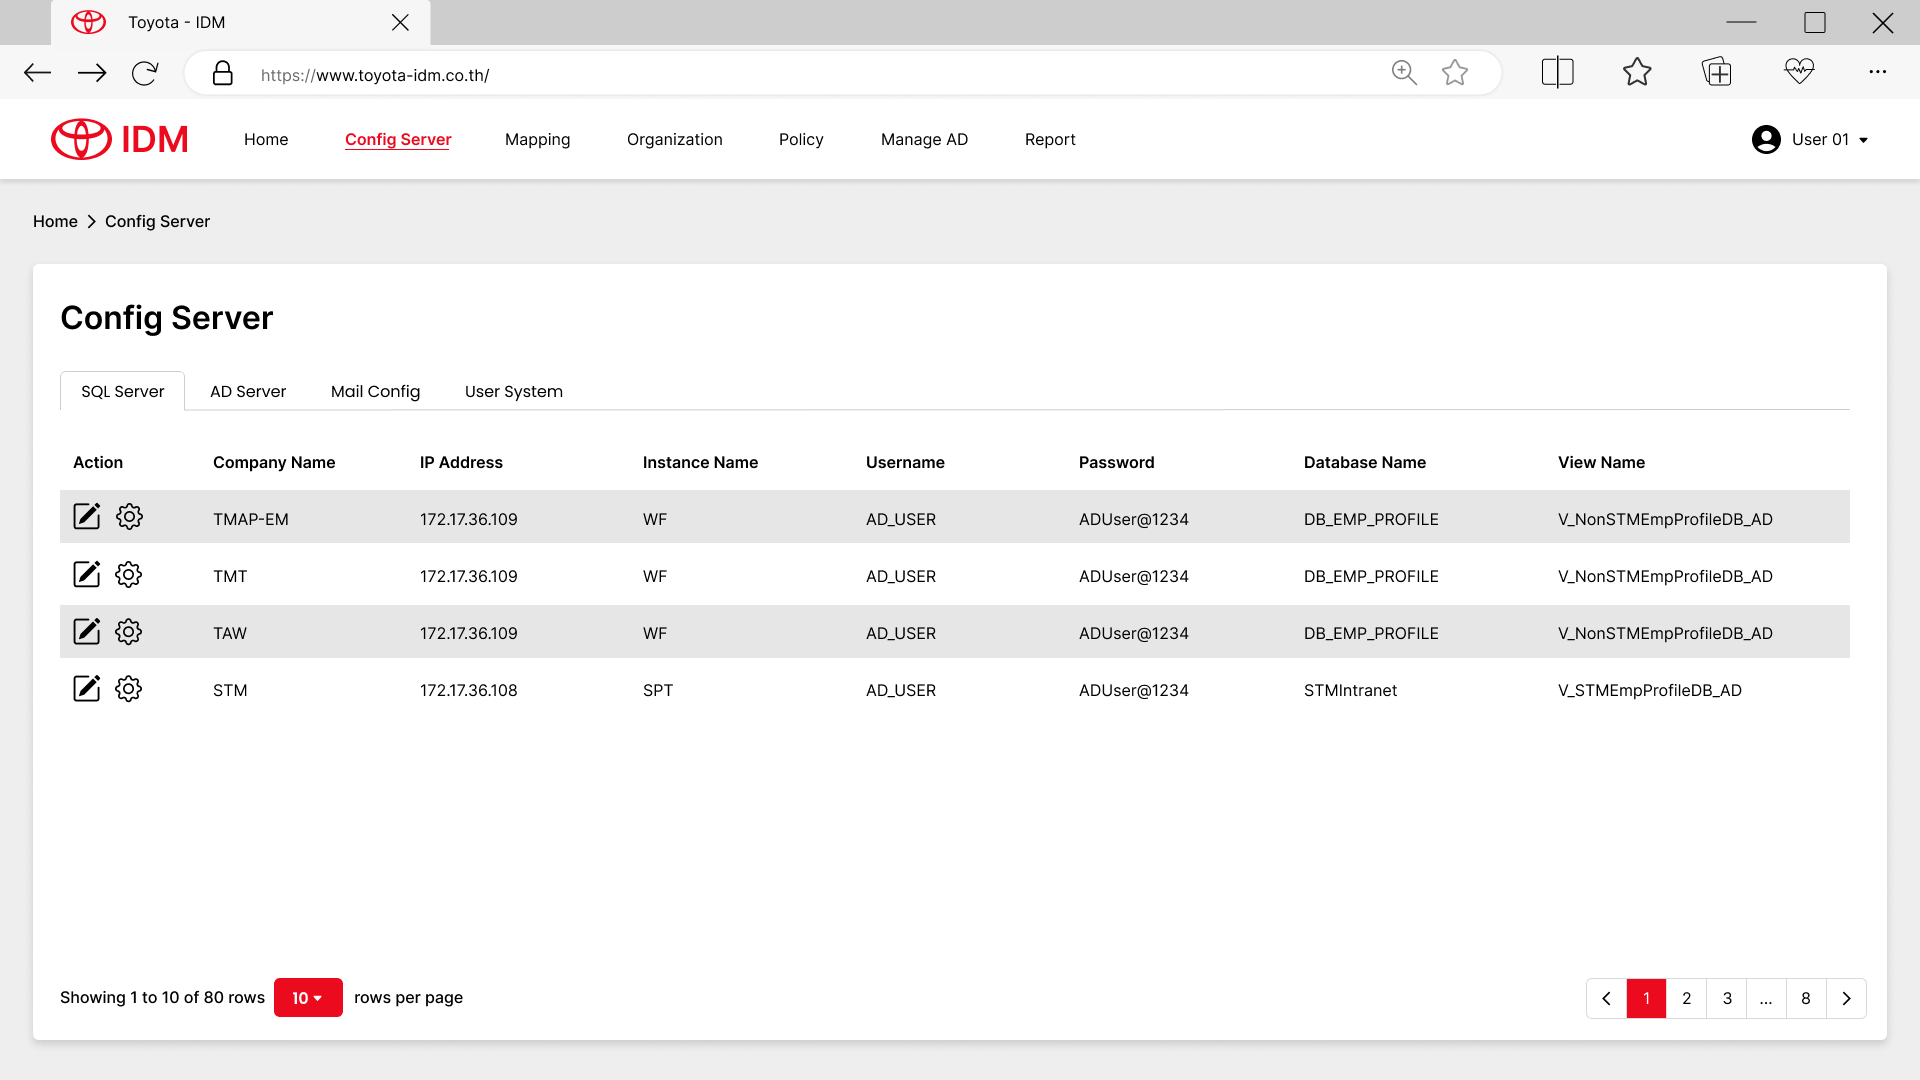 Toyota - IDM
https://www.toyota-idm.co.th/
IDM Home Config Server Mapping Organization Policy Manage AD Report User 01
Home > Config Server
Config Server
SQL Server AD Server Mail Config User System
Action Company Name IP Address Instance Name Username Password Database Name View Name
TMAP-EM 172.17.36.109 WF AD_USER ADUser@1234 DB_EMP_PROFILE V_NonSTMEmpProfileDB_AD
TMT 172.17.36.109 WF AD_USER ADUser@1234 DB_EMP_PROFILE V_NonSTMEmpProfileDB_AD
TAW 172.17.36.109 WF AD_USER ADUser@1234 DB_EMP_PROFILE V_NonSTMEmpProfileDB_AD
STM 172.17.36.108 SPT AD_USER ADUser@1234 STMIntranet V_STMEmpProfileDB_AD
Showing 1 to 10 of 80 rows 10 rows per page 1 2 3 ... 8